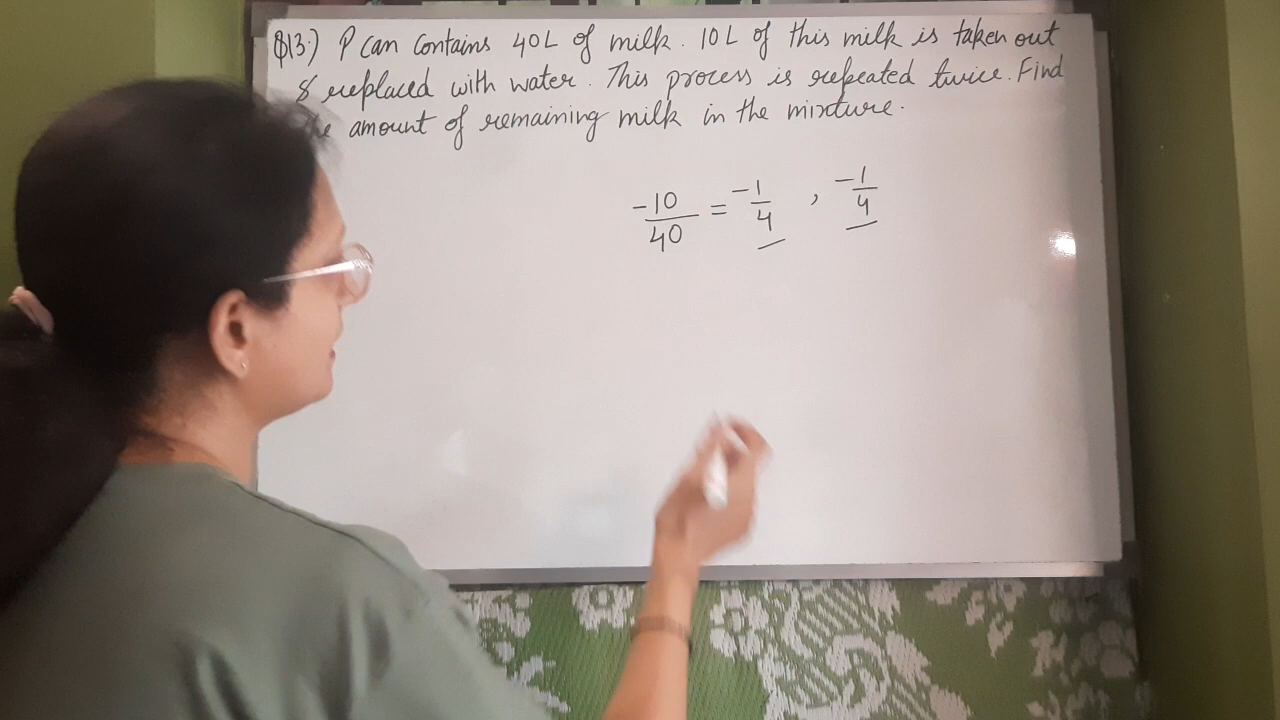 Q13:) P can contains 40L of milk. 10L of this milk is taken out
& replaced with water. This process is repeated twice. Find
amount of remaining milk in the mixture.
-10/40 = -1/4 , -1/4